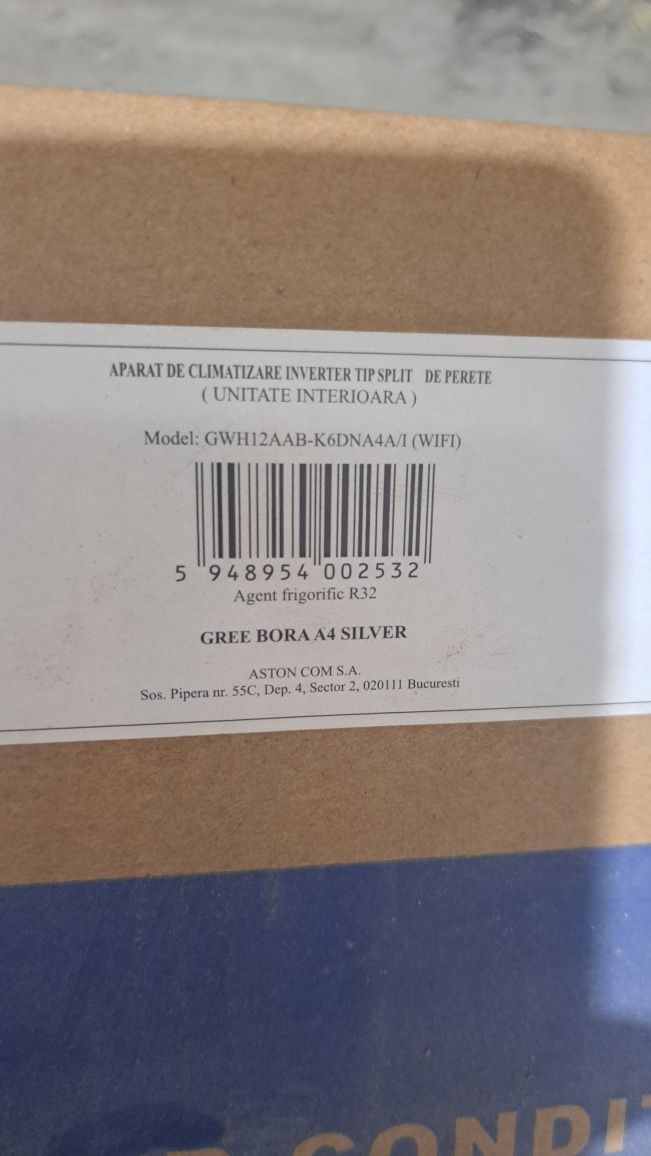 APARAT DE CLIMATIZARE INVERTER TIP SPLIT DE PERETE
( UNITATE INTERIOARA )
Model: GWH12AAB-K6DNA4A/I (WIFI)
5 948954 002532
Agent frigorific R32
GREE BORA A4 SILVER
ASTON COM S.A.
Sos. Pipera nr. 55C, Dep. 4, Sector 2, 020111 Bucuresti